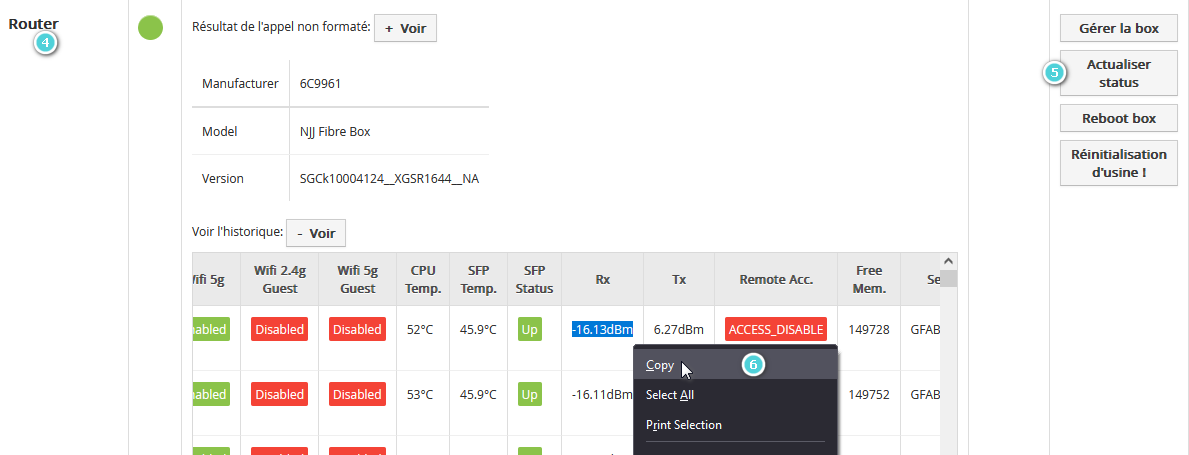 Router
4
Résultat de l'appel non formaté: + Voir
Manufacturer 6C9961
Model NJJ Fibre Box
Version SGCk10004124__XGSR1644__NA
Voir l'historique: - Voir
Wifi 5g Wifi 2.4g Guest Wifi 5g Guest CPU Temp. SFP Temp. SFP Status Rx Tx Remote Acc. Free Mem. Se
abled Disabled Disabled 52°C 45.9°C Up -16.13dBm 6.27dBm ACCESS_DISABLE 149728 GFAB
abled Disabled Disabled 53°C 45.9°C Up -16.11dBm 149752 GFAB
Copy 6
Select All
Print Selection
Gérer la box
5
Actualiser
status
Reboot box
Réinitialisation
d'usine !